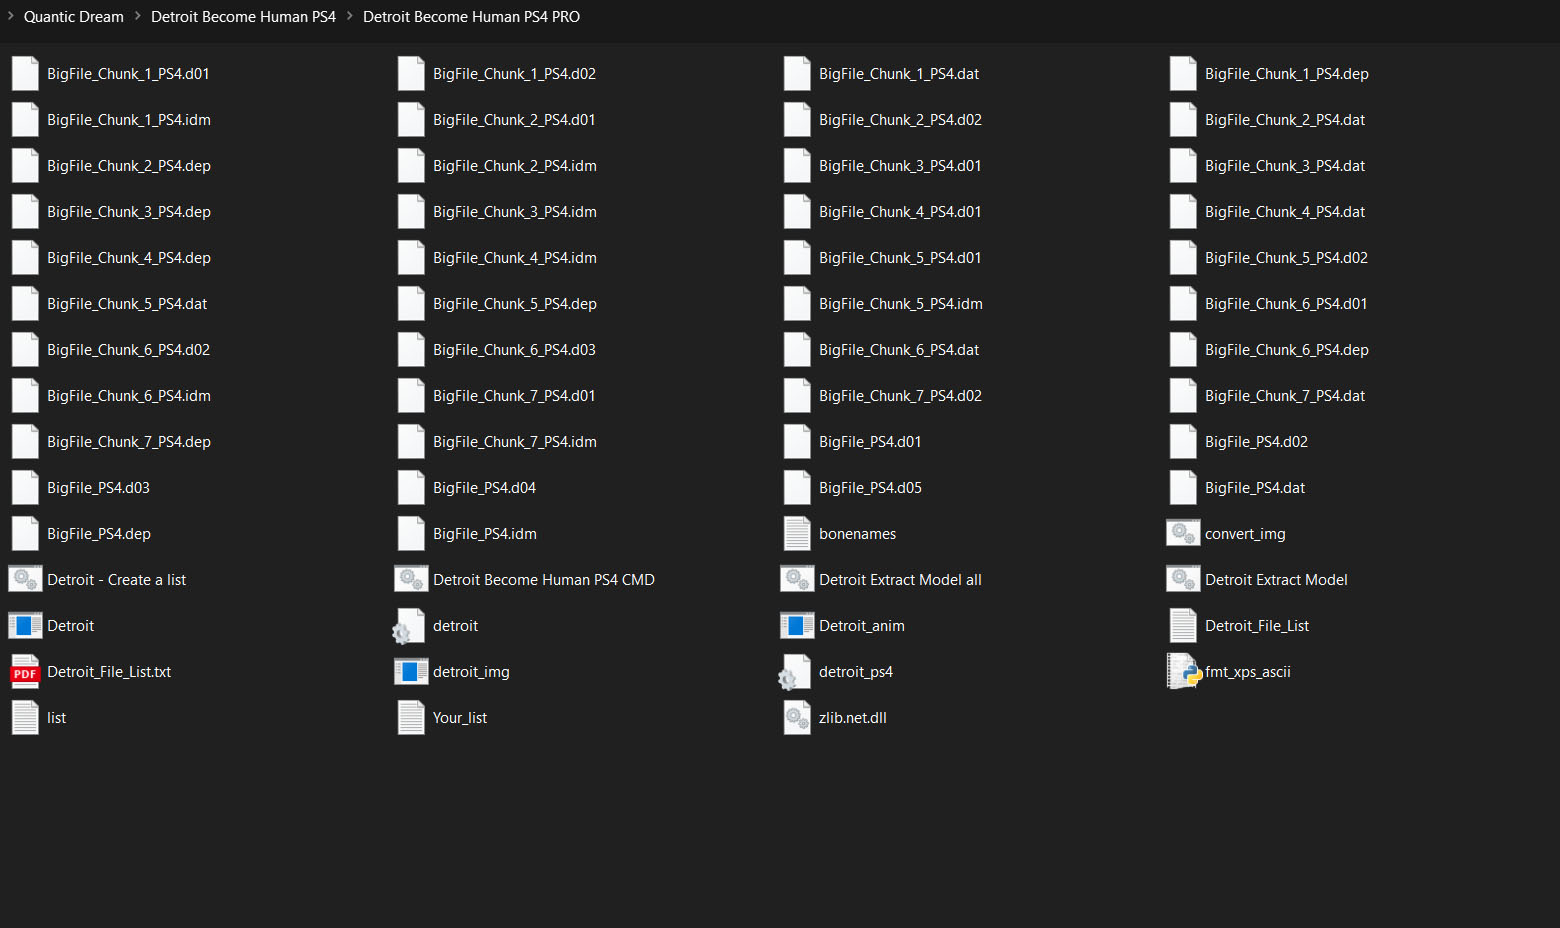 Quantic Dream > Detroit Become Human PS4 > Detroit Become Human PS4 PRO
BigFile_Chunk_1_PS4.d01 BigFile_Chunk_1_PS4.d02 BigFile_Chunk_1_PS4.dat BigFile_Chunk_1_PS4.dep
BigFile_Chunk_1_PS4.idm BigFile_Chunk_2_PS4.d01 BigFile_Chunk_2_PS4.d02 BigFile_Chunk_2_PS4.dat
BigFile_Chunk_2_PS4.dep BigFile_Chunk_2_PS4.idm BigFile_Chunk_3_PS4.d01 BigFile_Chunk_3_PS4.dat
BigFile_Chunk_3_PS4.dep BigFile_Chunk_3_PS4.idm BigFile_Chunk_4_PS4.d01 BigFile_Chunk_4_PS4.dat
BigFile_Chunk_4_PS4.dep BigFile_Chunk_4_PS4.idm BigFile_Chunk_5_PS4.d01 BigFile_Chunk_5_PS4.d02
BigFile_Chunk_5_PS4.dat BigFile_Chunk_5_PS4.dep BigFile_Chunk_5_PS4.idm BigFile_Chunk_6_PS4.d01
BigFile_Chunk_6_PS4.d02 BigFile_Chunk_6_PS4.d03 BigFile_Chunk_6_PS4.dat BigFile_Chunk_6_PS4.dep
BigFile_Chunk_6_PS4.idm BigFile_Chunk_7_PS4.d01 BigFile_Chunk_7_PS4.d02 BigFile_Chunk_7_PS4.dat
BigFile_Chunk_7_PS4.dep BigFile_Chunk_7_PS4.idm BigFile_PS4.d01 BigFile_PS4.d02
BigFile_PS4.d03 BigFile_PS4.d04 BigFile_PS4.d05 BigFile_PS4.dat
BigFile_PS4.dep BigFile_PS4.idm bonenames convert_img
Detroit - Create a list Detroit Become Human PS4 CMD Detroit Extract Model all Detroit Extract Model
Detroit detroit Detroit_anim Detroit_File_List
PDF Detroit_File_List.txt detroit_img detroit_ps4 fmt_xps_ascii
list Your_list zlib.net.dll